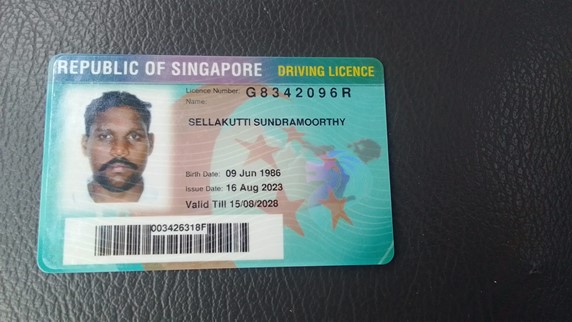 REPUBLIC OF SINGAPORE DRIVING LICENCE
Licence Number: G8342096R
Name:
SELLAKUTTI SUNDRAMOORTHY
Birth Date: 09 Jun 1986
Issue Date: 16 Aug 2023
Valid Till 15/08/2028
003426318F